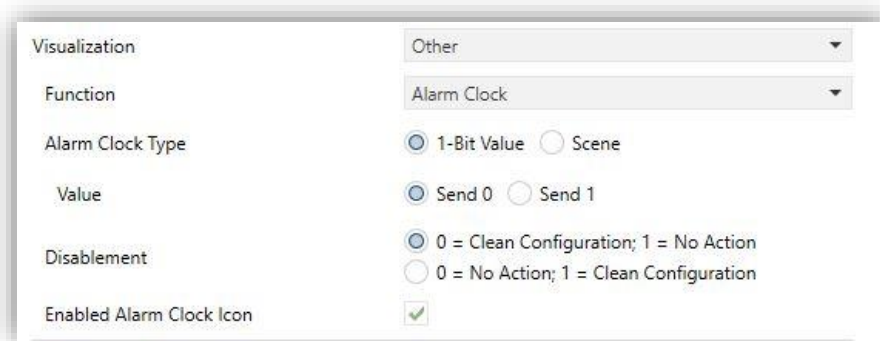 Visualization Other
Function Alarm Clock
Alarm Clock Type 1-Bit Value Scene
Value Send 0 Send 1
Disablement 0 = Clean Configuration; 1 = No Action
0 = No Action; 1 = Clean Configuration
Enabled Alarm Clock Icon